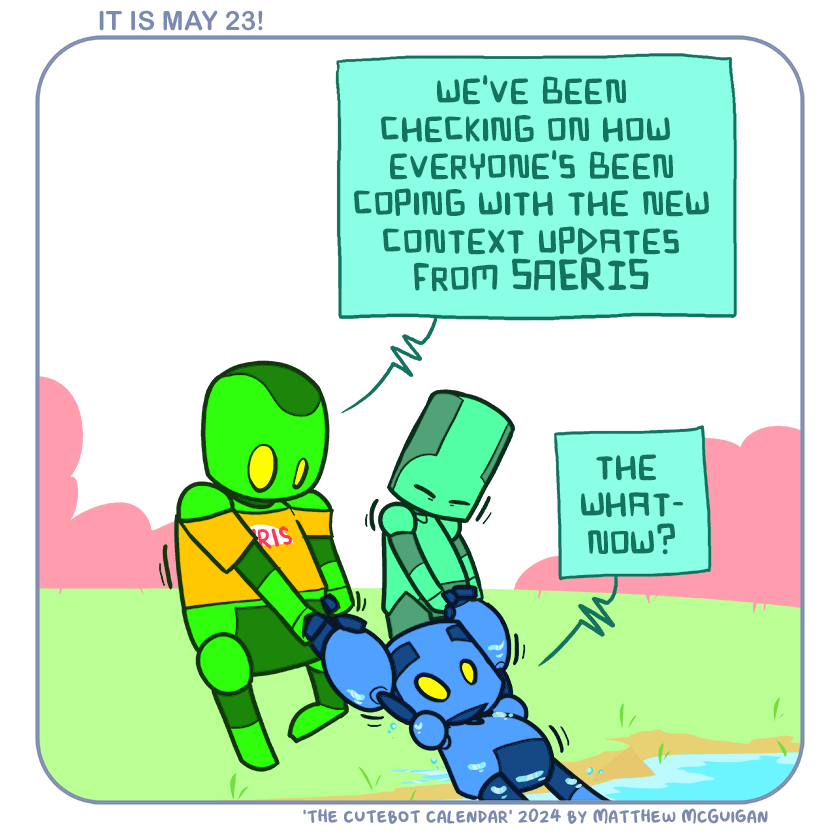 IT IS MAY 23!
WE'VE BEEN
CHECKING ON HOW
EVERYONE'S BEEN
COPING WITH THE NEW
CONTEXT UPDATES
FROM SAERIS
THE
WHAT-
NOW?
RIS
'THE CUTEBOT CALENDAR' 2024 BY MATTHEW MCGUIGAN